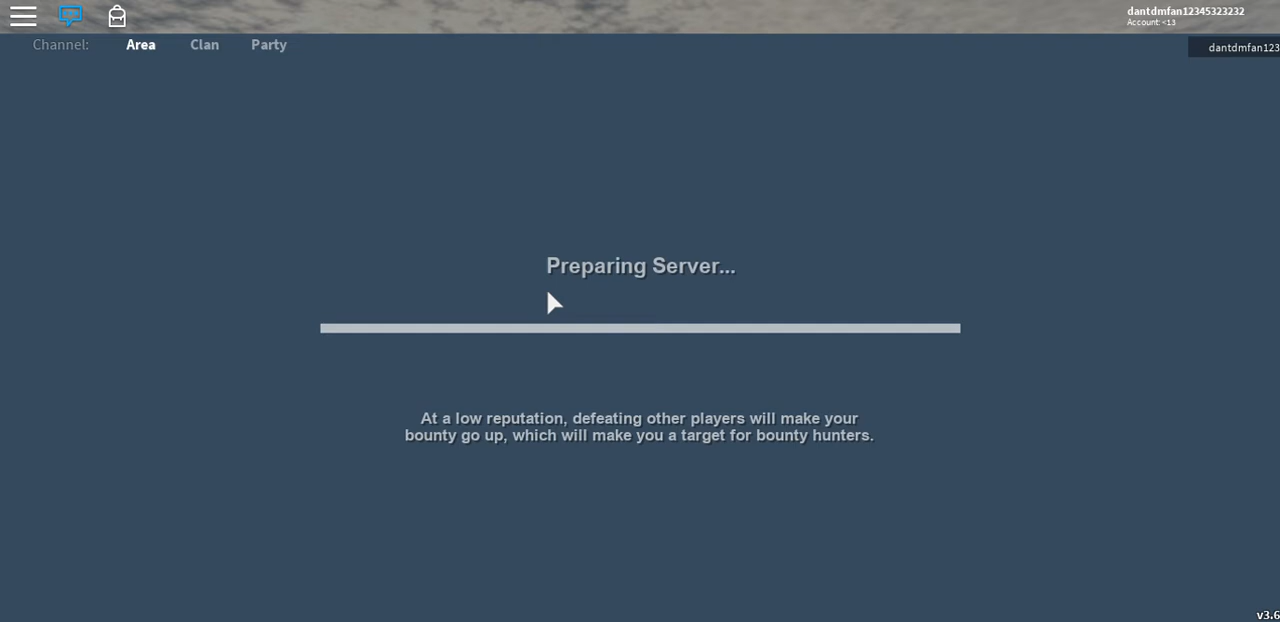 dantdmfan12345323232
Account: <13
Channel: Area Clan Party
dantdmfan123
Preparing Server...
At a low reputation, defeating other players will make your
bounty go up, which will make you a target for bounty hunters.
v3.6